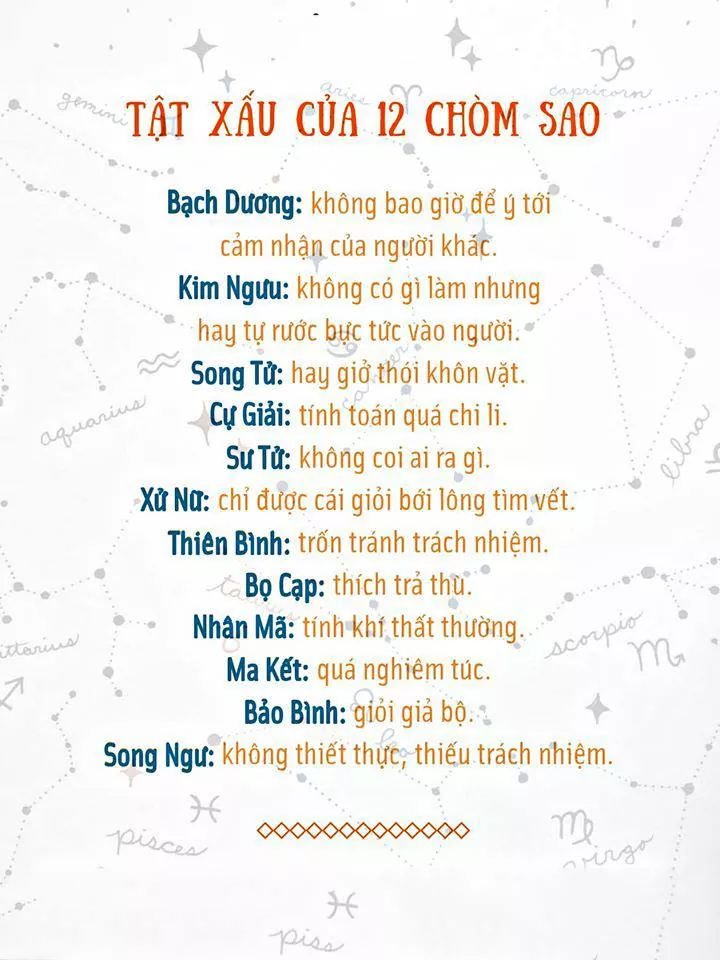 gemini
aries
capricorn
TẬT XẤU CỦA 12 CHÒM SAO
Bạch Dương: không bao giờ để ý tới
cảm nhận của người khác.
Kim Ngưu: không có gì làm nhưng
hay tự rước bực tức vào người.
Song Tử: hay giở thói khôn vặt.
cancer
Cự Giải: tính toán quá chi li.
aquarius
libra
Sư Tử: không coi ai ra gì.
Xử Nữ: chỉ được cái giỏi bới lông tìm vết.
Thiên Bình: trốn tránh trách nhiệm.
Bọ Cạp: thích trả thù.
taurus
Nhân Mã: tính khí thất thường.
scorpio
ittarius
Ma Kết: quá nghiêm túc.
Bảo Bình: giỏi giả bộ.
leo
Song Ngư: không thiết thực, thiếu trách nhiệm.
pisces
virgo
pisc